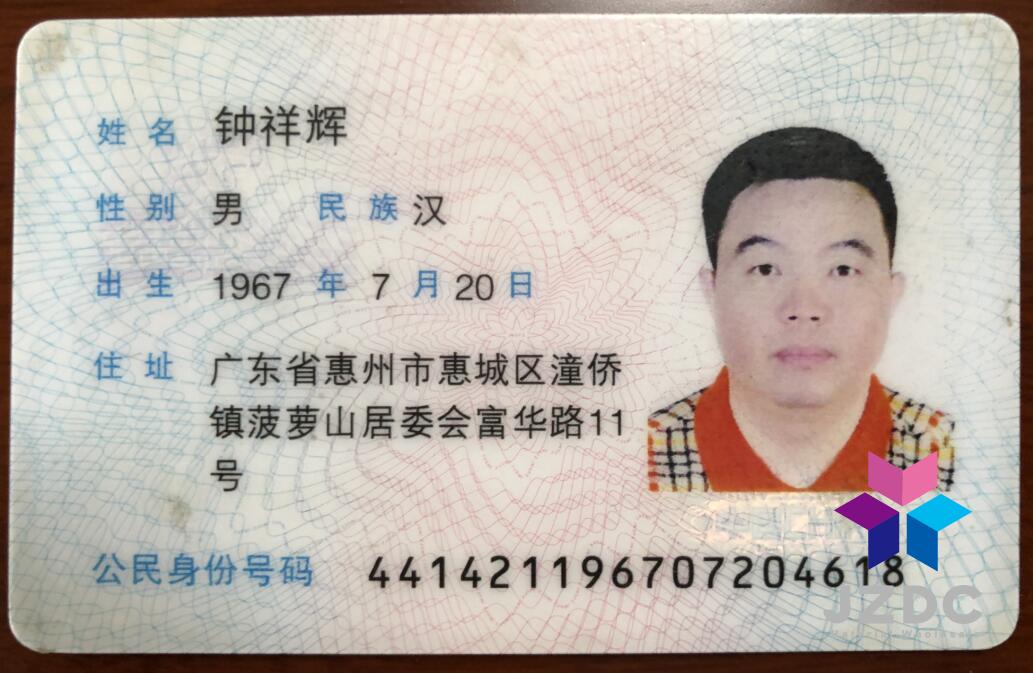 姓名 钟祥辉
性别 男 民族 汉
出生 1967 年 7 月 20 日
住址 广东省惠州市惠城区潼侨
镇菠萝山居委会富华路11
号
公民身份号码 441421196707204618
JZDC
Material Wholesale